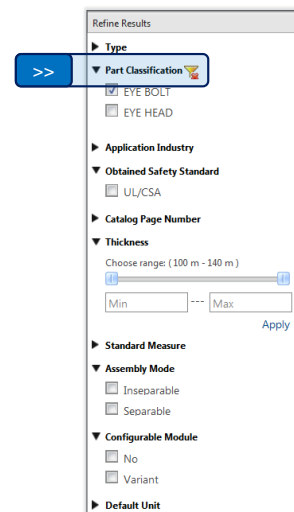 Refine Results
Type
>>
Part Classification
EYE BOLT
EYE HEAD
Application Industry
Obtained Safety Standard
UL/CSA
Catalog Page Number
Thickness
Choose range: ( 100 m - 140 m )
Min --- Max
Apply
Standard Measure
Assembly Mode
Inseparable
Separable
Configurable Module
No
Variant
Default Unit